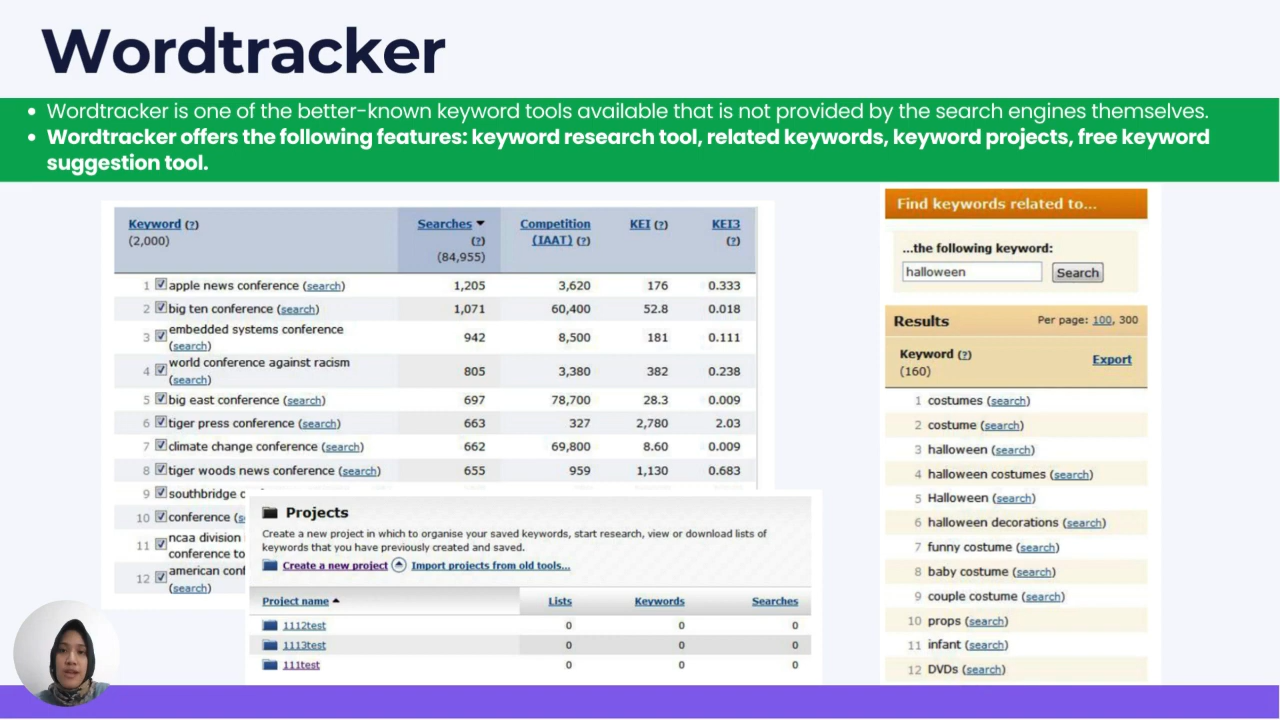 Wordtracker
• Wordtracker is one of the better-known keyword tools available that is not provided by the search engines themselves.
• Wordtracker offers the following features: keyword research tool, related keywords, keyword projects, free keyword
suggestion tool.
Keyword (?) Searches (?) Competition (IAAT) (?) KEI (?) KEI3 (?)
(2,000) (84,955)
1 apple news conference (search) 1,205 3,620 176 0.333
2 big ten conference (search) 1,071 60,400 52.8 0.018
3 embedded systems conference (search) 942 8,500 181 0.111
4 world conference against racism (search) 805 3,380 382 0.238
5 big east conference (search) 697 78,700 28.3 0.009
6 tiger press conference (search) 663 327 2,780 2.03
7 climate change conference (search) 662 69,800 8.60 0.009
8 tiger woods news conference (search) 655 959 1,130 0.683
9 southbridge c
10 conference (s
11 ncaa division
conference to
12 american conf
(search)
Projects
Create a new project in which to organise your saved keywords, start research, view or download lists of
keywords that you have previously created and saved.
Create a new project Import projects from old tools...
Project name Lists Keywords Searches
1112test 0 0 0
1113test 0 0 0
111test 0 0 0
Find keywords related to...
...the following keyword:
halloween Search
Results Per page: 100, 300
Keyword (?) Export
(160)
1 costumes (search)
2 costume (search)
3 halloween (search)
4 halloween costumes (search)
5 Halloween (search)
6 halloween decorations (search)
7 funny costume (search)
8 baby costume (search)
9 couple costume (search)
10 props (search)
11 infant (search)
12 DVDs (search)